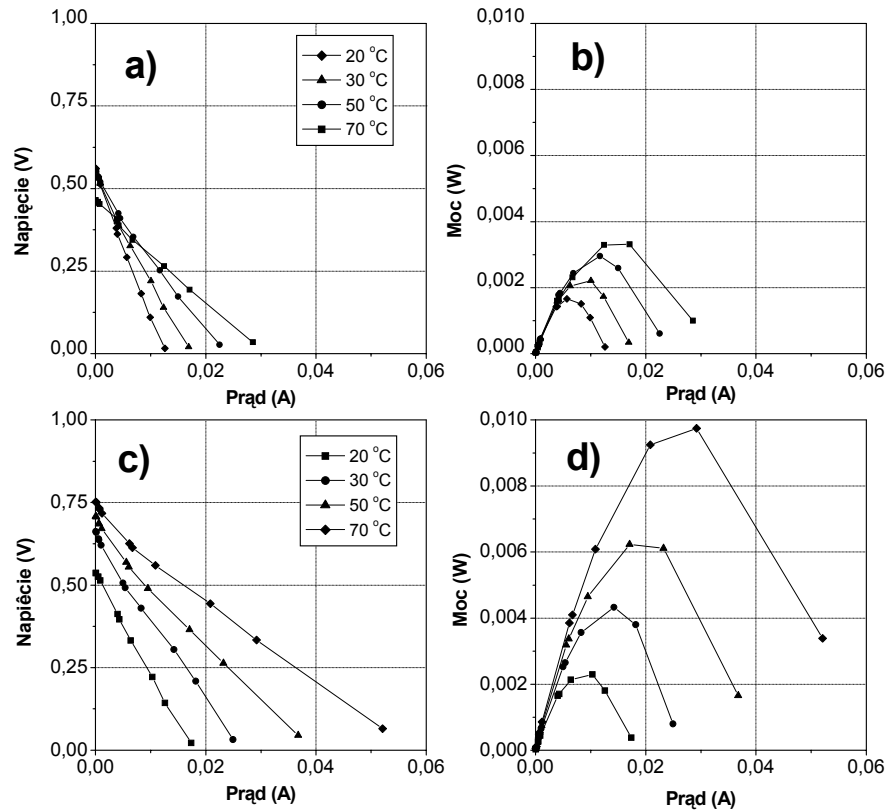 a)
1,00
0,75
0,50
0,25
0,00
Napięcie (V)
20 °C
30 °C
50 °C
70 °C
0,00 0,02 0,04 0,06
Prąd (A)
b)
0,010
0,008
0,006
0,004
0,002
0,000
Moc (W)
0,00 0,02 0,04 0,06
Prąd (A)
c)
1,00
0,75
0,50
0,25
0,00
Napiêcie (V)
20 °C
30 °C
50 °C
70 °C
0,00 0,02 0,04 0,06
Prąd (A)
d)
0,010
0,008
0,006
0,004
0,002
0,000
Moc (W)
0,00 0,02 0,04 0,06
Prąd (A)